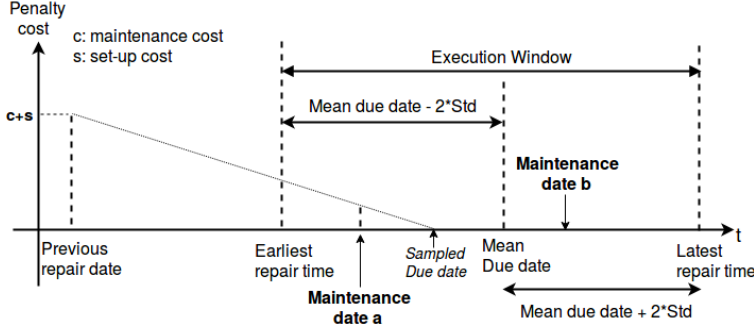 Penalty
cost
c: maintenance cost
s: set-up cost
Execution Window
Mean due date - 2*Std
c+s
Maintenance
date b
t
Previous
repair date
Earliest
repair time
Sampled
Due date
Mean
Due date
Latest
repair time
Maintenance
date a
Mean due date + 2*Std